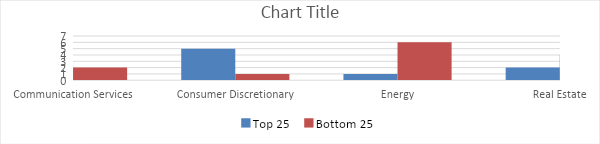 Chart Title
7
6
5
4
3
2
1
0
Communication Services Consumer Discretionary Energy Real Estate
Top 25 Bottom 25